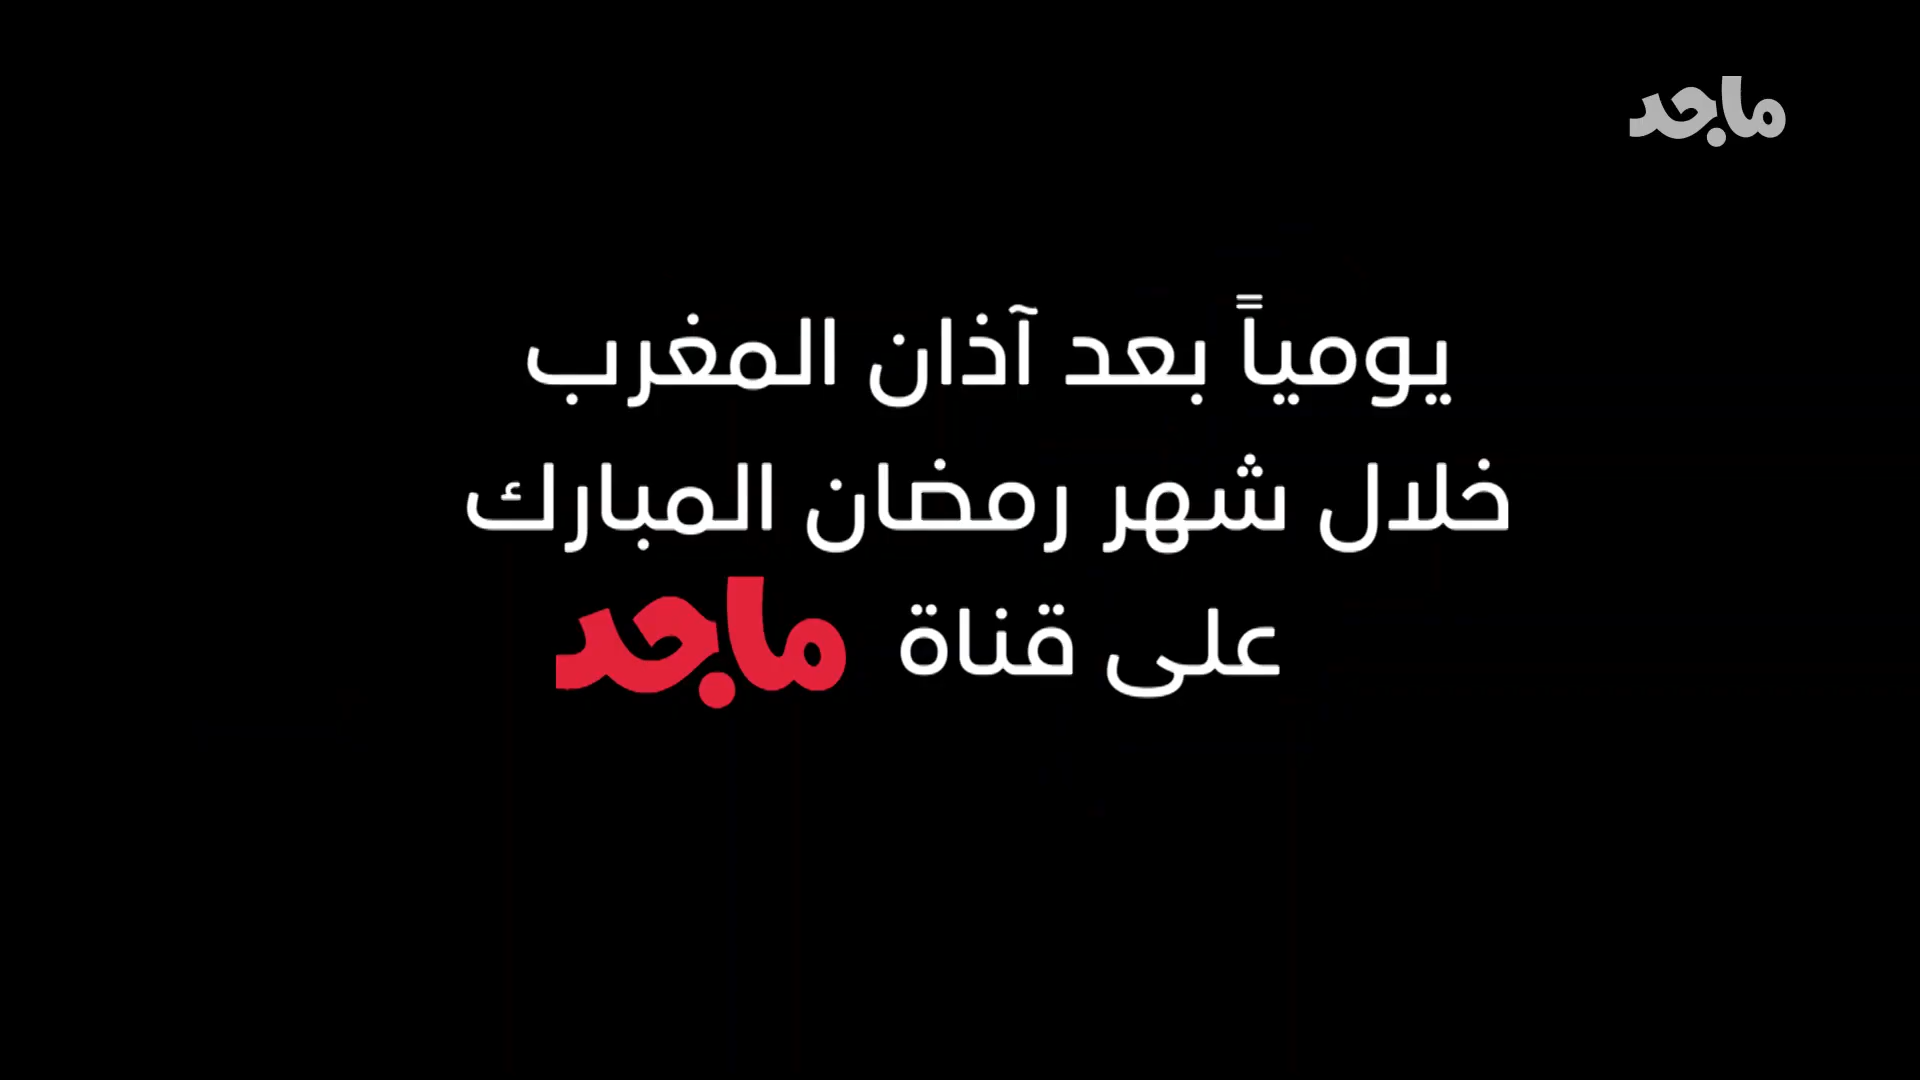 ماجد
يومياً بعد آذان المغرب
خلال شهر رمضان المبارك
على قناة ماجد